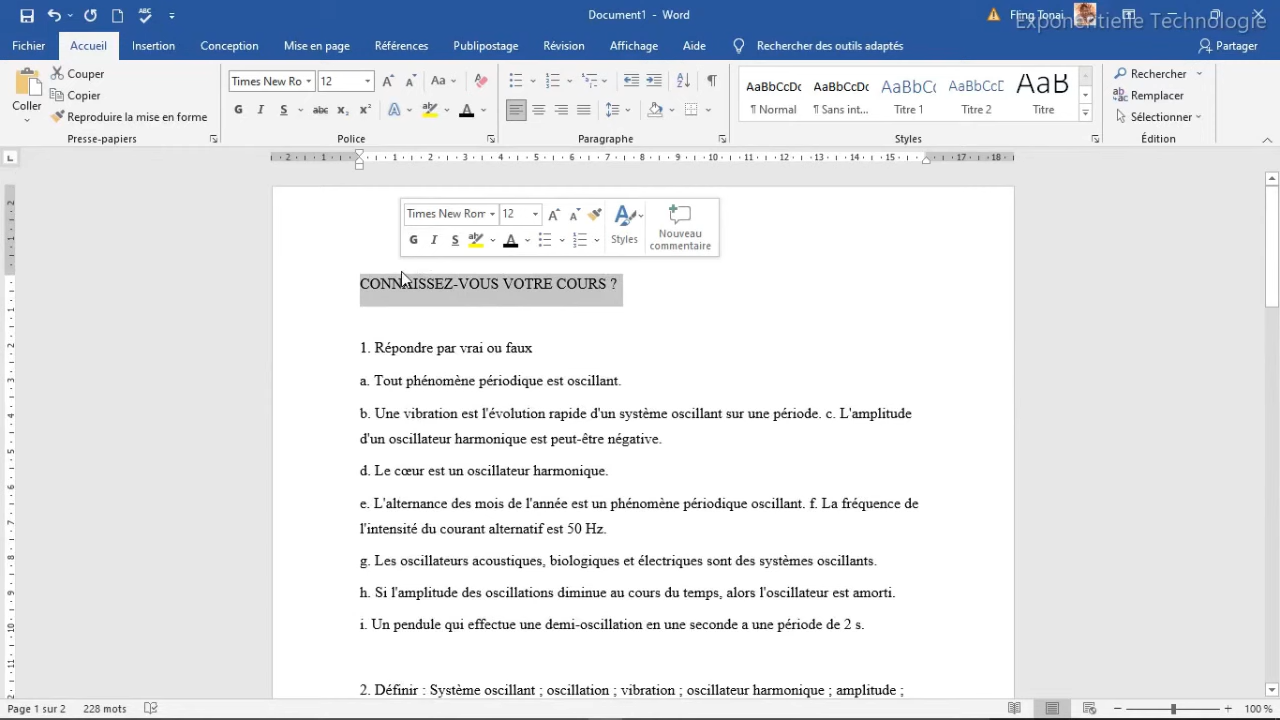 Document1 - Word
Fling Tonai
Exponentielle Technologie
Fichier Accueil Insertion Conception Mise en page Références Publipostage Révision Affichage Aide Rechercher des outils adaptés Partager
Coller
Couper
Copier
Reproduire la mise en forme
Presse-papiers
Times New Ro 12
Police
Paragraphe
AaBbCcDc AaBbCcDc AaBbC( AaBbCcE AaB
¶ Normal ¶ Sans int... Titre 1 Titre 2 Titre
Styles
Rechercher
Remplacer
Sélectionner
Édition
Times New Rom 12
G I S
Styles
Nouveau commentaire
CONNAISSEZ-VOUS VOTRE COURS ?
1. Répondre par vrai ou faux
a. Tout phénomène périodique est oscillant.
b. Une vibration est l'évolution rapide d'un système oscillant sur une période. c. L'amplitude
d'un oscillateur harmonique est peut-être négative.
d. Le cœur est un oscillateur harmonique.
e. L'alternance des mois de l'année est un phénomène périodique oscillant. f. La fréquence de
l'intensité du courant alternatif est 50 Hz.
g. Les oscillateurs acoustiques, biologiques et électriques sont des systèmes oscillants.
h. Si l'amplitude des oscillations diminue au cours du temps, alors l'oscillateur est amorti.
i. Un pendule qui effectue une demi-oscillation en une seconde a une période de 2 s.
2. Définir : Système oscillant ; oscillation ; vibration ; oscillateur harmonique ; amplitude ;
Page 1 sur 2 228 mots 100 %